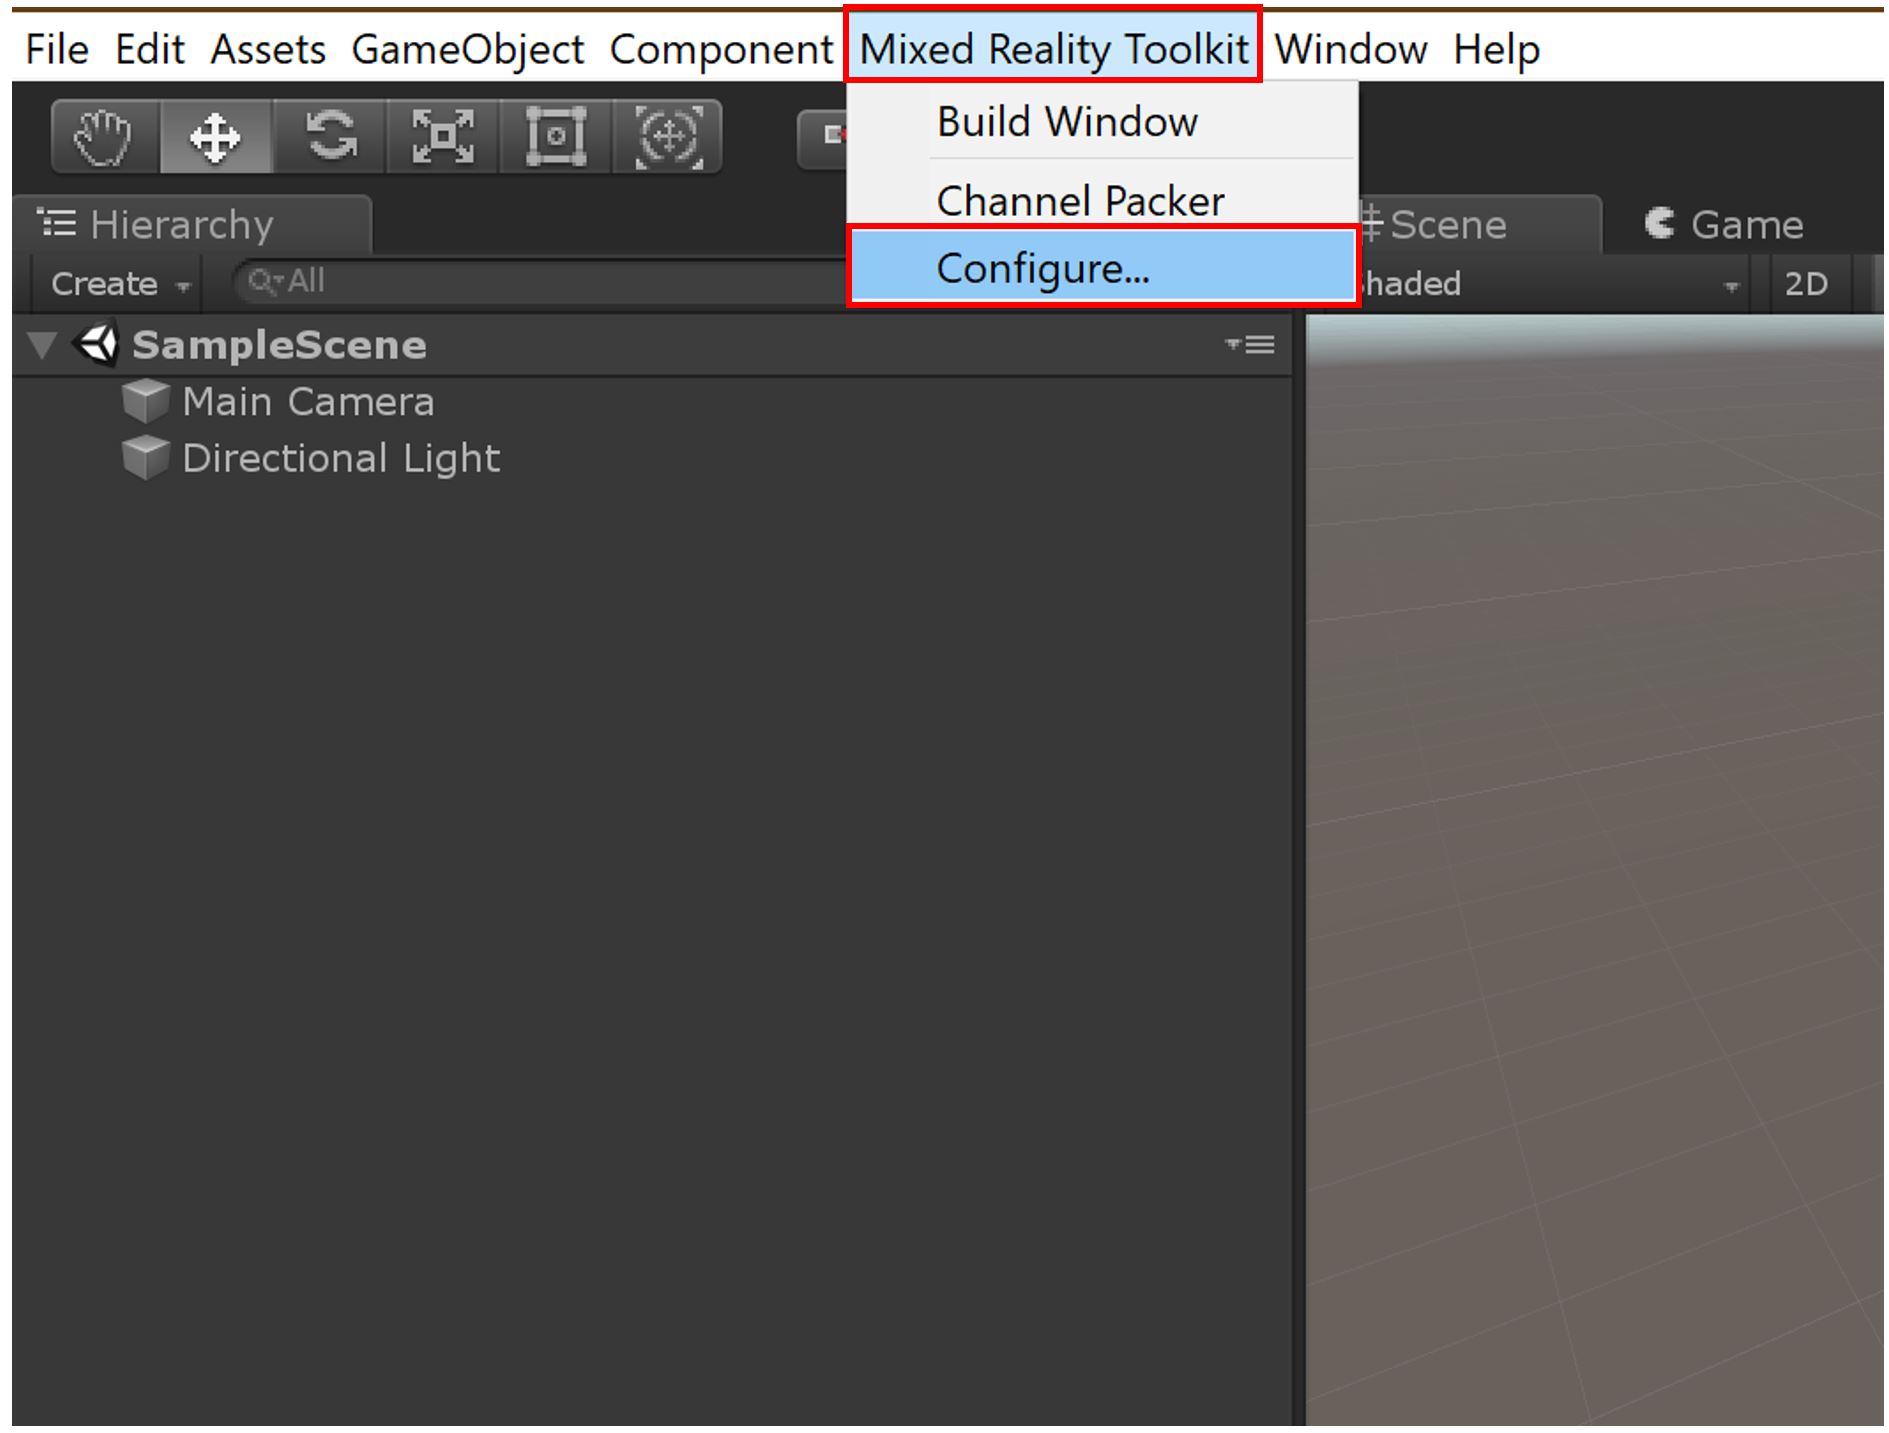 File Edit Assets GameObject Component Mixed Reality Toolkit Window Help
Build Window
Channel Packer
Configure...
Hierarchy
Scene
Game
Create
All
haded
2D
SampleScene
Main Camera
Directional Light